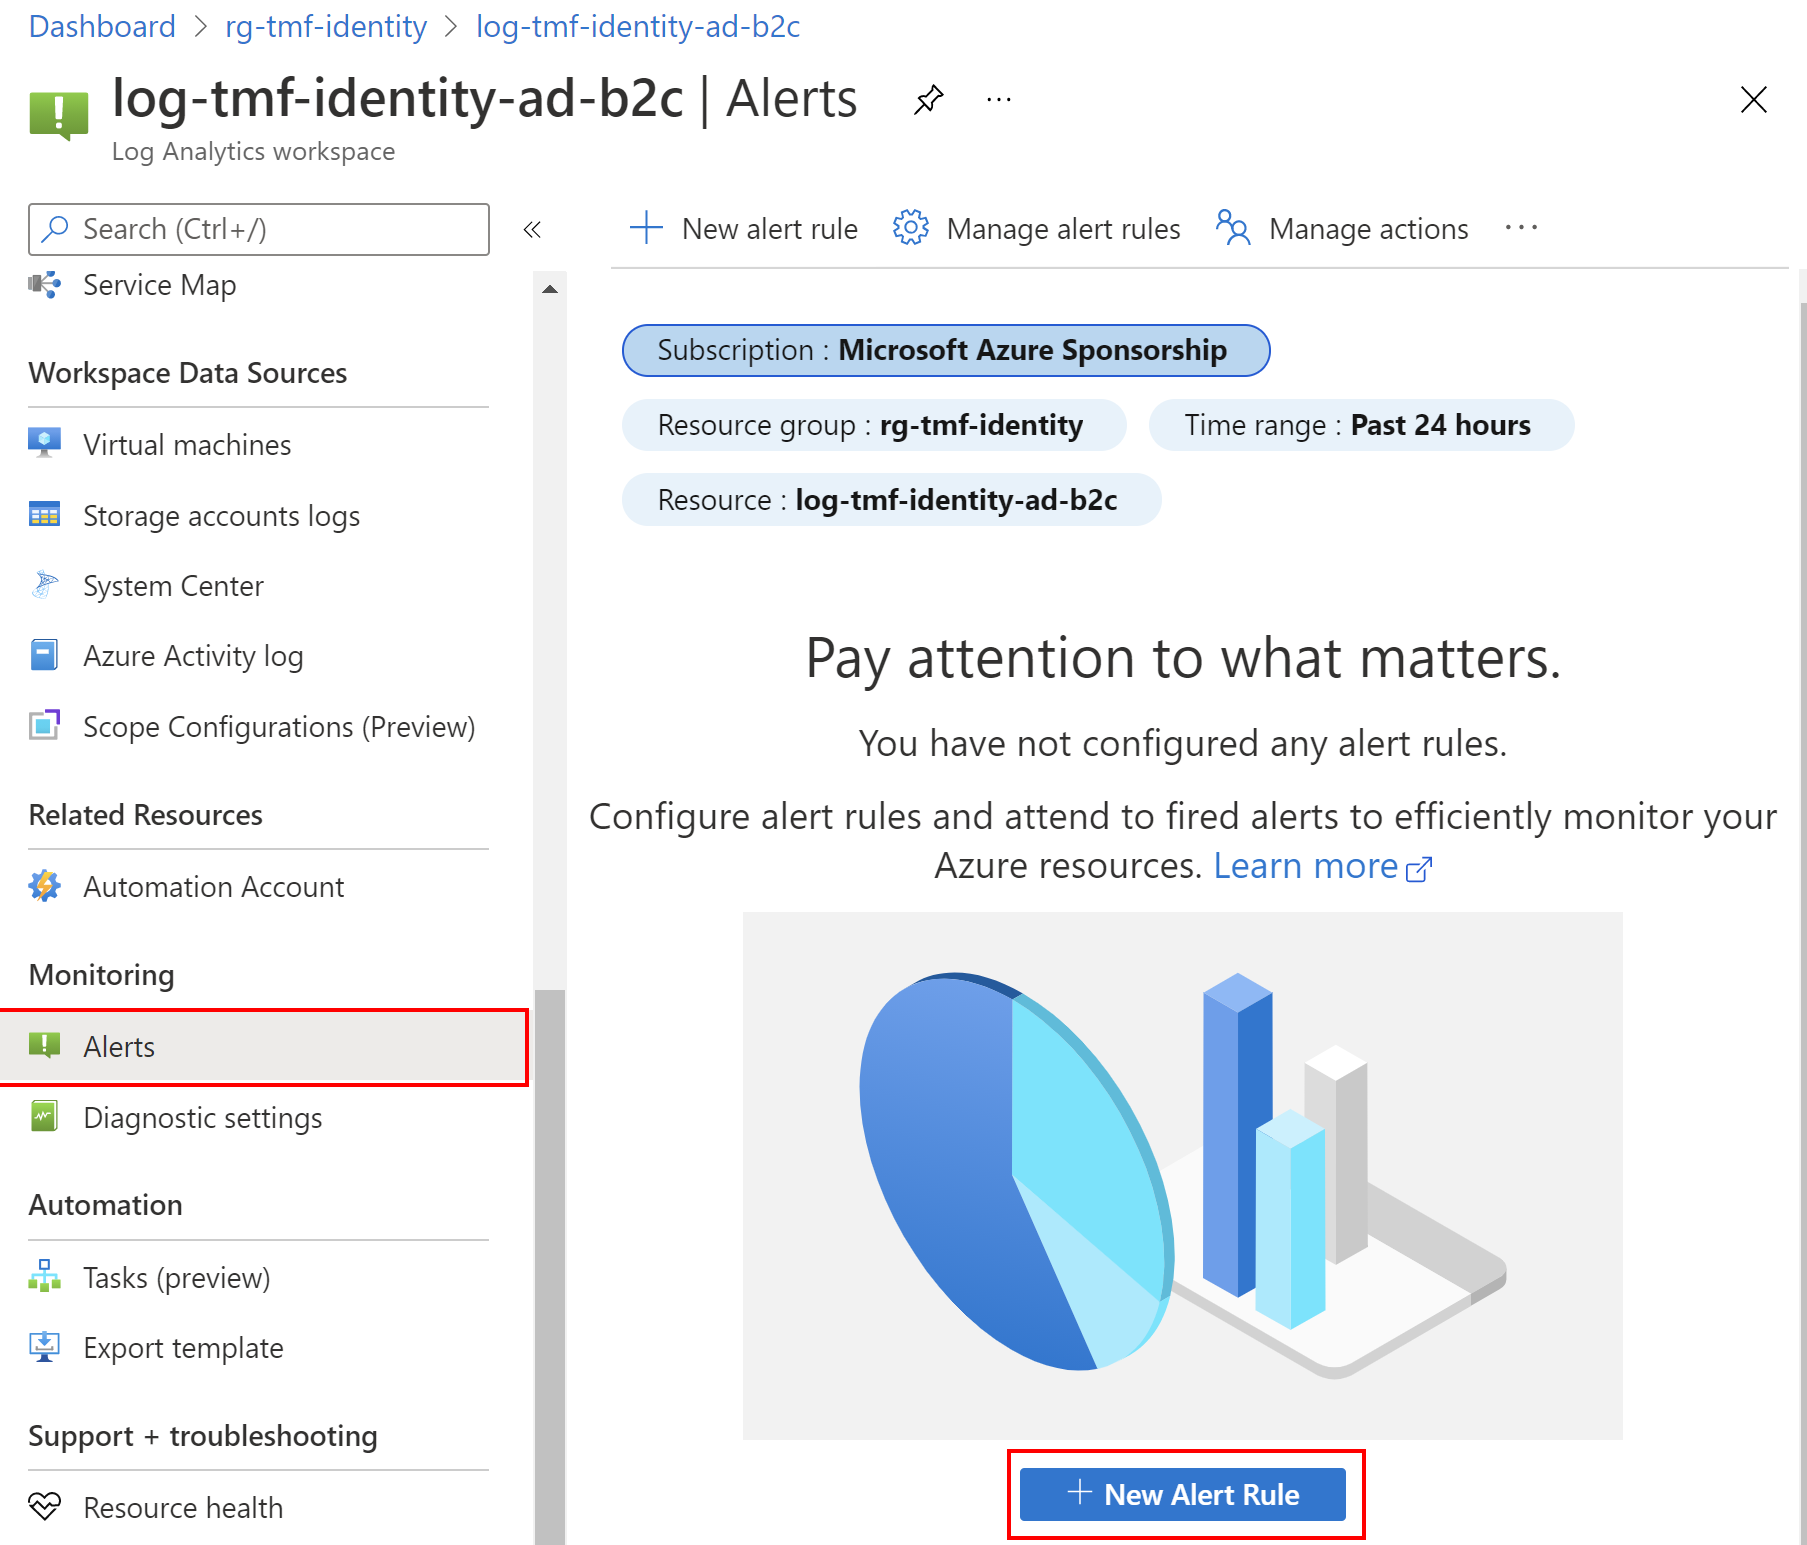 Dashboard > rg-tmf-identity > log-tmf-identity-ad-b2c
log-tmf-identity-ad-b2c | Alerts
Log Analytics workspace
Search (Ctrl+/)
Service Map
Workspace Data Sources
Virtual machines
Storage accounts logs
System Center
Azure Activity log
Scope Configurations (Preview)
Related Resources
Automation Account
Monitoring
Alerts
Diagnostic settings
Automation
Tasks (preview)
Export template
Support + troubleshooting
Resource health
New alert rule Manage alert rules Manage actions ...
Subscription : Microsoft Azure Sponsorship
Resource group : rg-tmf-identity Time range : Past 24 hours
Resource : log-tmf-identity-ad-b2c
Pay attention to what matters.
You have not configured any alert rules.
Configure alert rules and attend to fired alerts to efficiently monitor your
Azure resources. Learn more
+ New Alert Rule